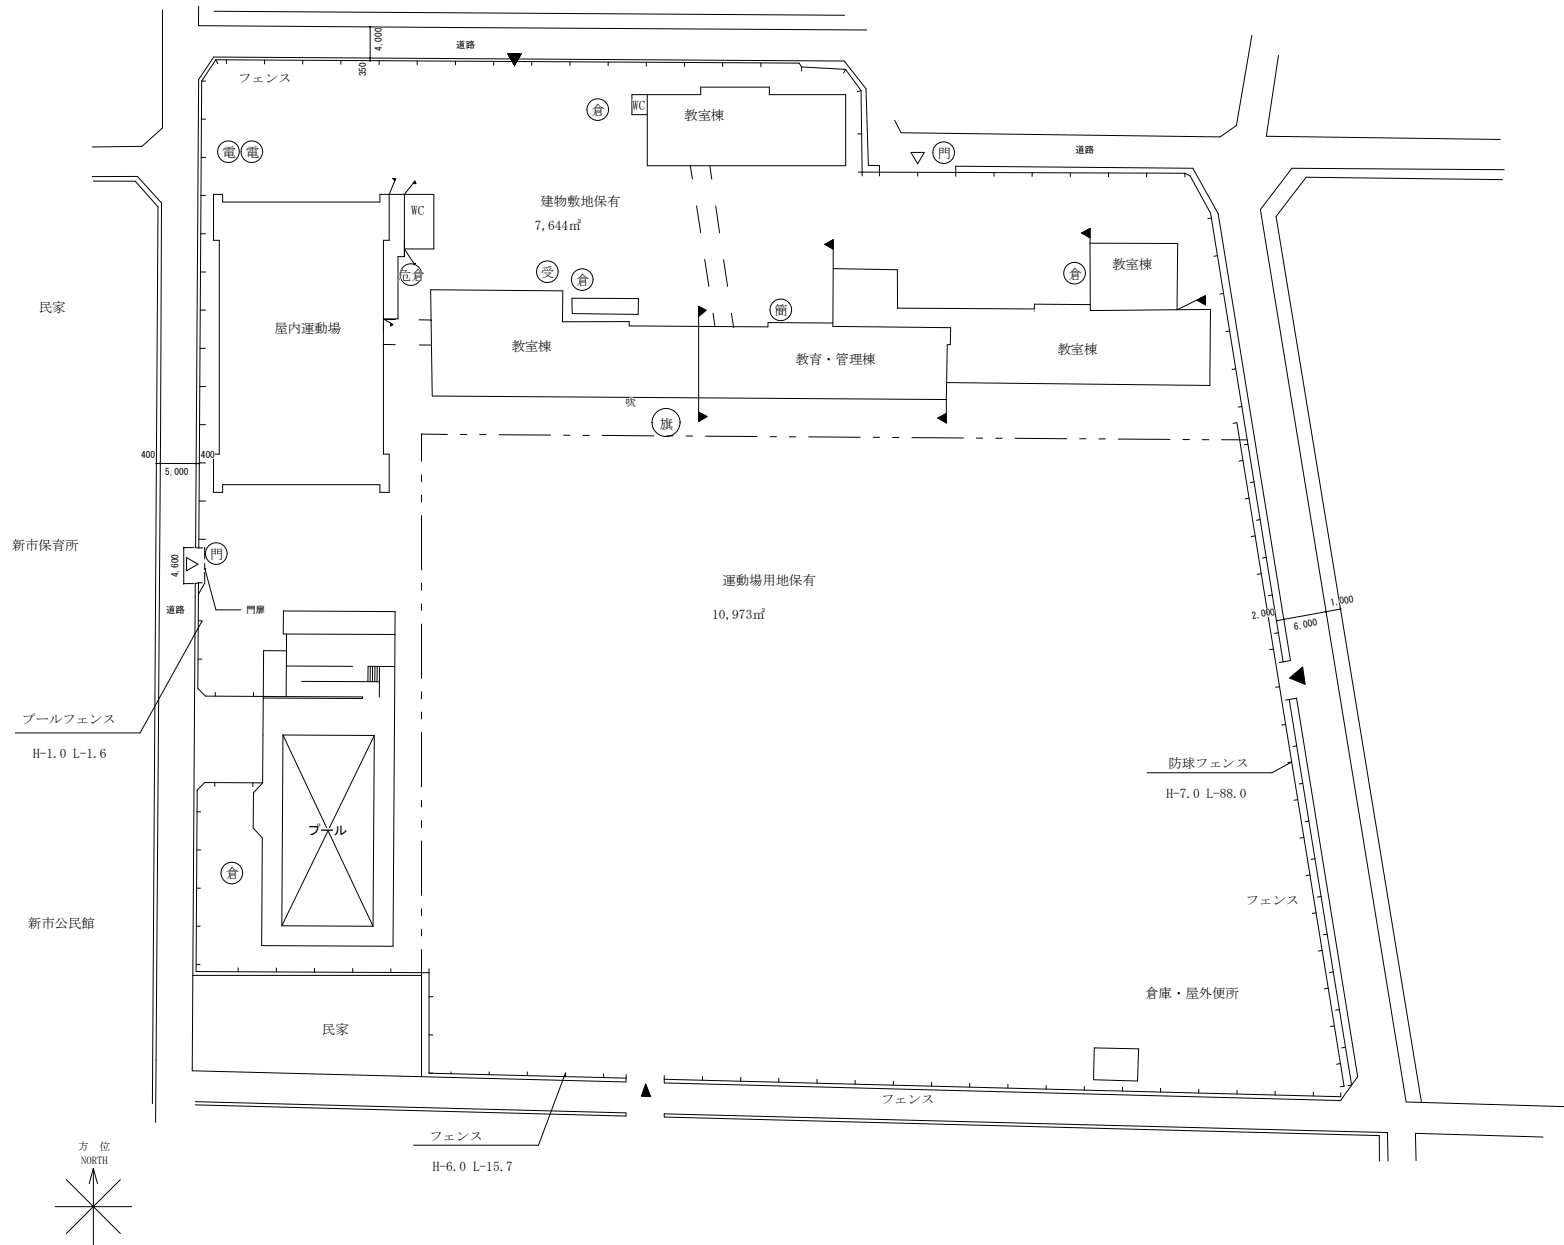 4,000
道路
350
フェンス
倉
WC
教室棟
電
電
門
道路
建物敷地保有
7,644㎡
WC
危倉
受
倉
倉
教室棟
民家
屋内運動場
簡
教室棟
教育・管理棟
教室棟
吹
旗
400
400
5,000
新市保育所
門
4,600
運動場用地保有
道路
門扉
10,973㎡
2,000
1,000
6,000
プールフェンス
H-1.0 L-1.6
防球フェンス
H-7.0 L-88.0
プール
倉
フェンス
新市公民館
倉庫・屋外便所
民家
フェンス
フェンス
H-6.0 L-15.7
方 位
NORTH